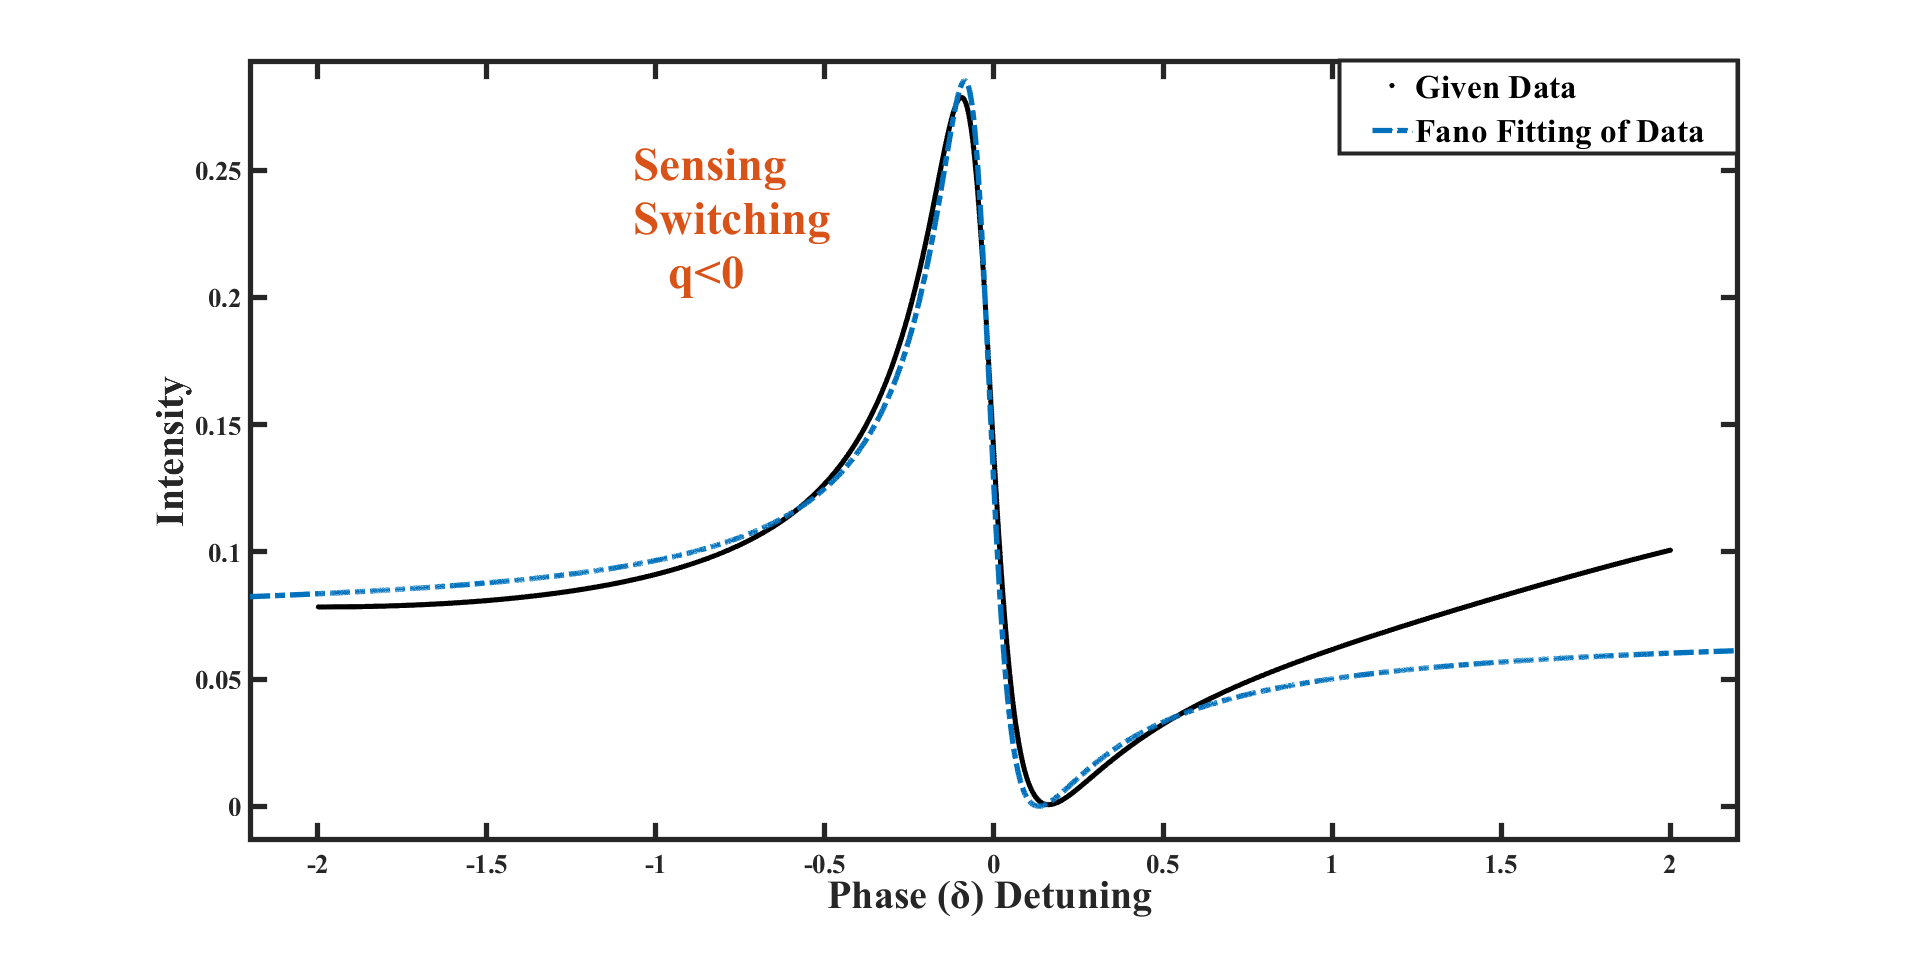 Given Data
Fano Fitting of Data
Sensing
Switching
q<0
0.25
0.2
0.15
0.1
0.05
0
Intensity
-2 -1.5 -1 -0.5 0 0.5 1 1.5 2
Phase (δ) Detuning